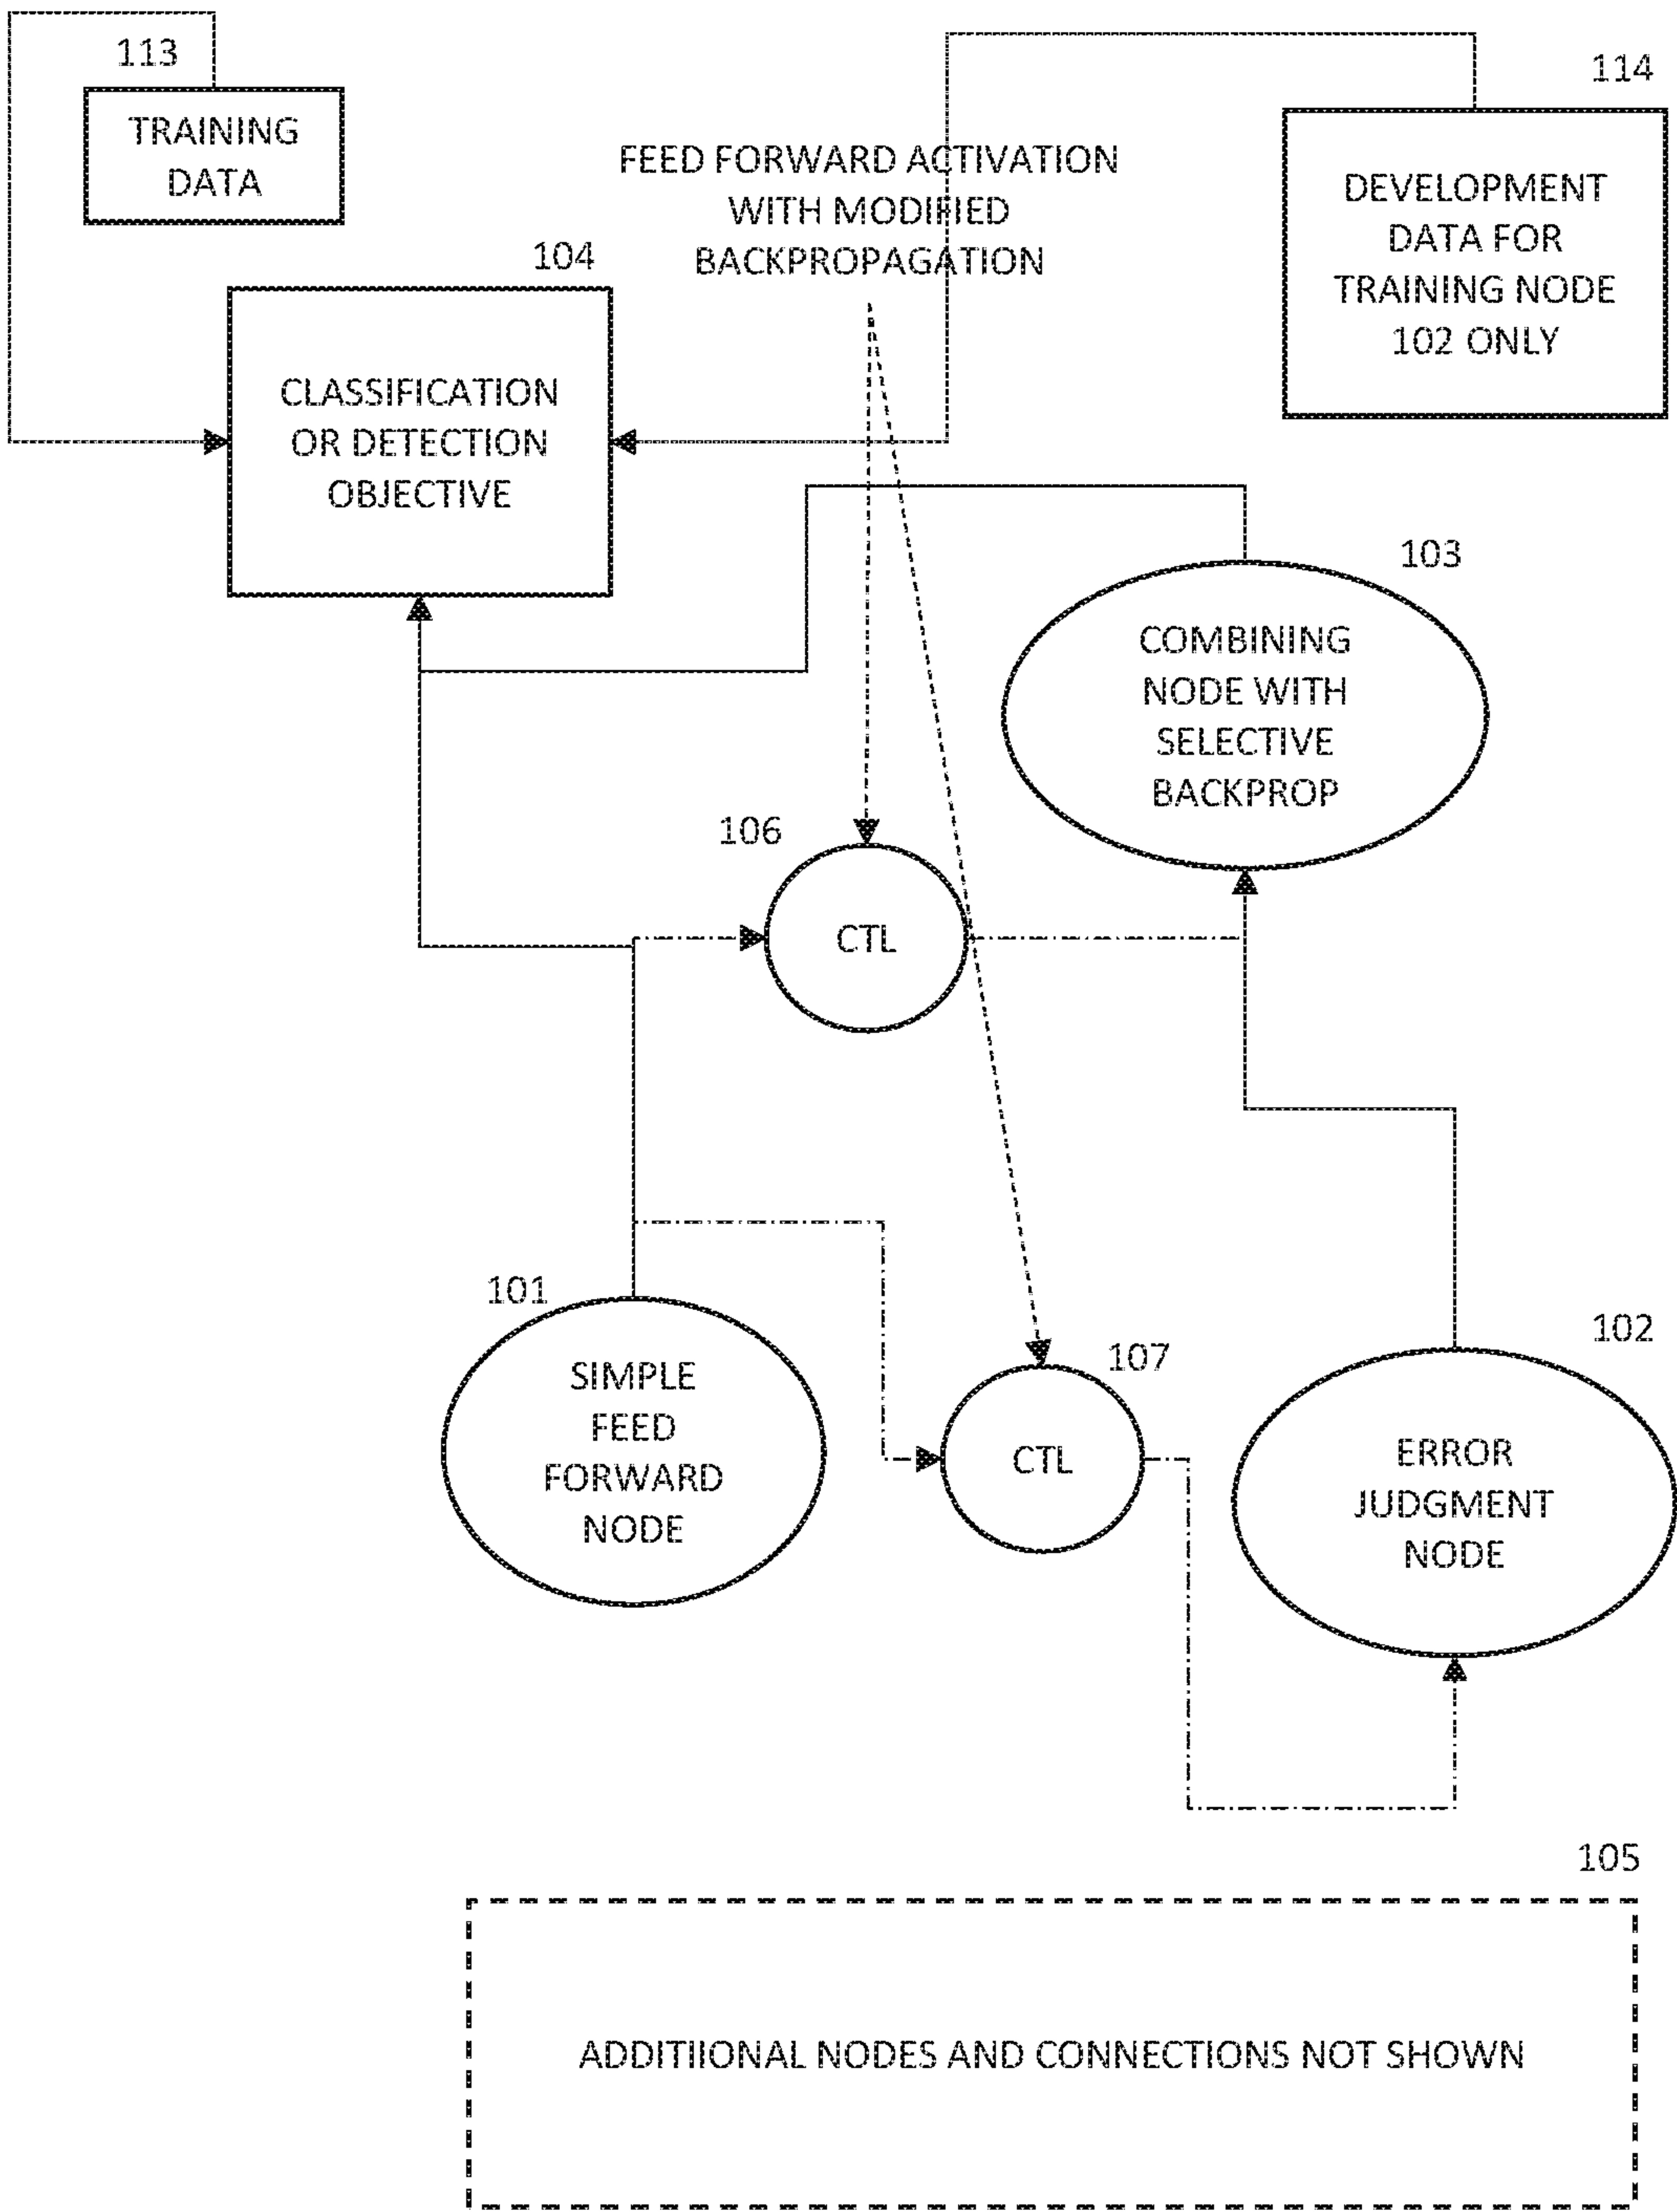 113
TRAINING
DATA
114
DEVELOPMENT
DATA FOR
TRAINING NODE
102 ONLY
FEED FORWARD ACTIVATION
WITH MODIFIED
BACKPROPAGATION
104
CLASSIFICATION
OR DETECTION
OBJECTIVE
103
COMBINING
NODE WITH
SELECTIVE
BACKPROP
106
CTL
101
SIMPLE
FEED
FORWARD
NODE
107
CTL
102
ERROR
JUDGMENT
NODE
105
ADDITIIONAL NODES AND CONNECTIONS NOT SHOWN